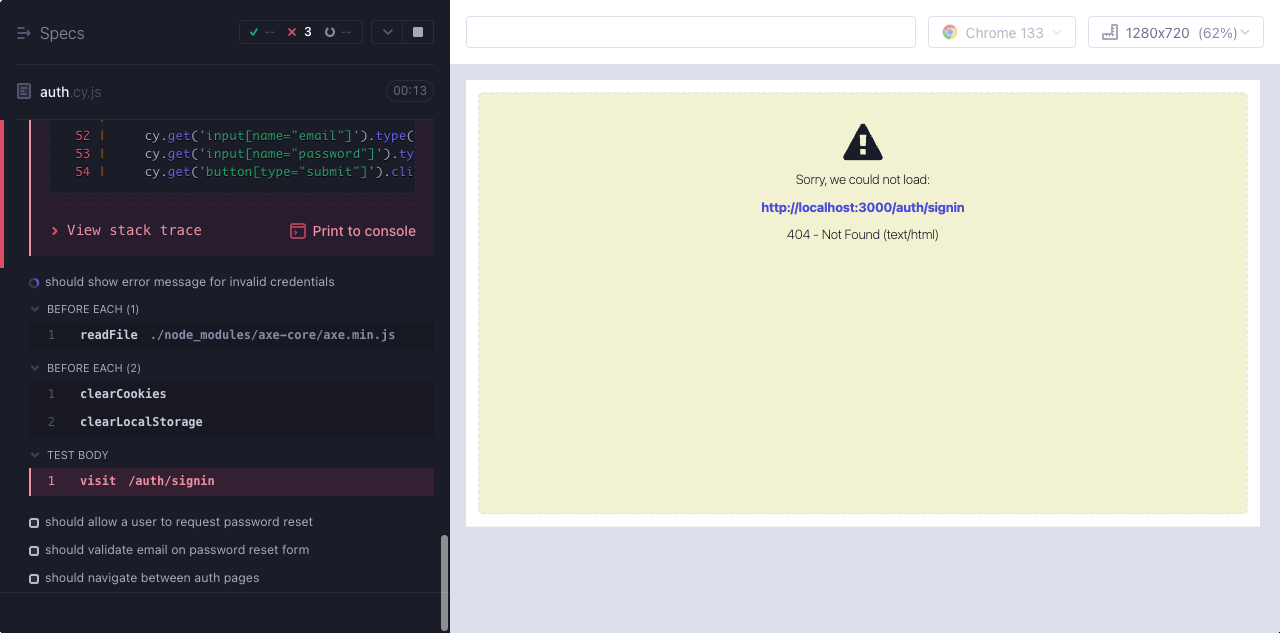 Specs
-- 3 --
auth.cy.js
00:13
52 | cy.get('input[name="email"]').type(
53 | cy.get('input[name="password"]').ty
54 | cy.get('button[type="submit"]').cli
View stack trace
Print to console
should show error message for invalid credentials
BEFORE EACH (1)
1 readFile ./node_modules/axe-core/axe.min.js
BEFORE EACH (2)
1 clearCookies
2 clearLocalStorage
TEST BODY
1 visit /auth/signin
should allow a user to request password reset
should validate email on password reset form
should navigate between auth pages
Chrome 133
1280x720 (62%)
Sorry, we could not load:
http://localhost:3000/auth/signin
404 - Not Found (text/html)